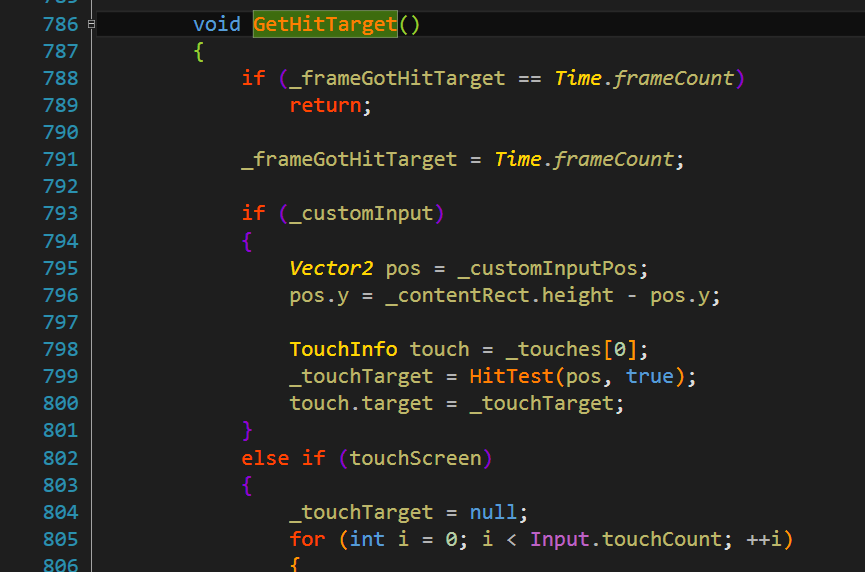 786 void GetHitTarget()
787 {
788 if (_frameGotHitTarget == Time.frameCount)
789 return;
790
791 _frameGotHitTarget = Time.frameCount;
792
793 if (_customInput)
794 {
795 Vector2 pos = _customInputPos;
796 pos.y = _contentRect.height - pos.y;
797
798 TouchInfo touch = _touches[0];
799 _touchTarget = HitTest(pos, true);
800 touch.target = _touchTarget;
801 }
802 else if (touchScreen)
803 {
804 _touchTarget = null;
805 for (int i = 0; i < Input.touchCount; ++i)
806 {